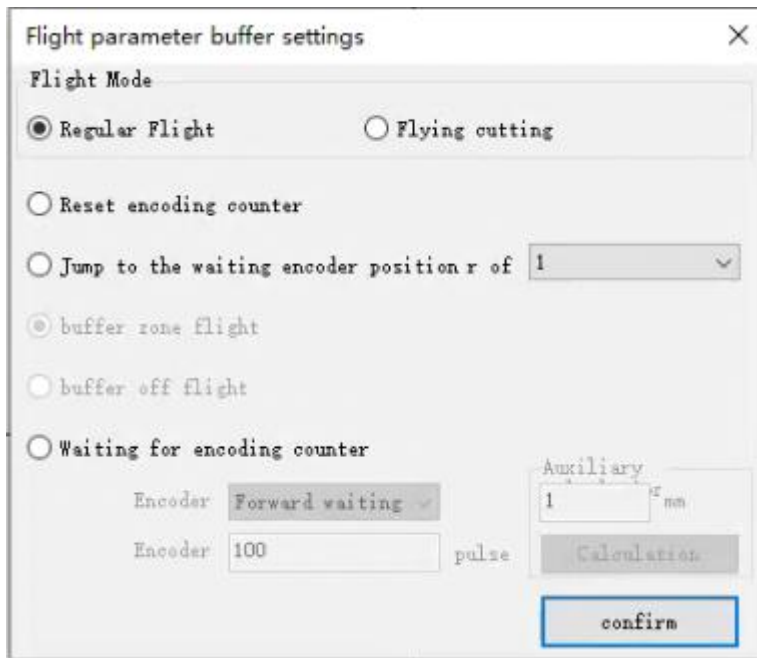 Flight parameter buffer settings
Flight Mode
Regular Flight
Flying cutting
Reset encoding counter
Jump to the waiting encoder position r of 1
buffer zone flight
buffer off flight
Waiting for encoding counter
Auxiliary
Encoder Forward waiting
1 mm
Encoder 100 pulse
Calculation
confirm